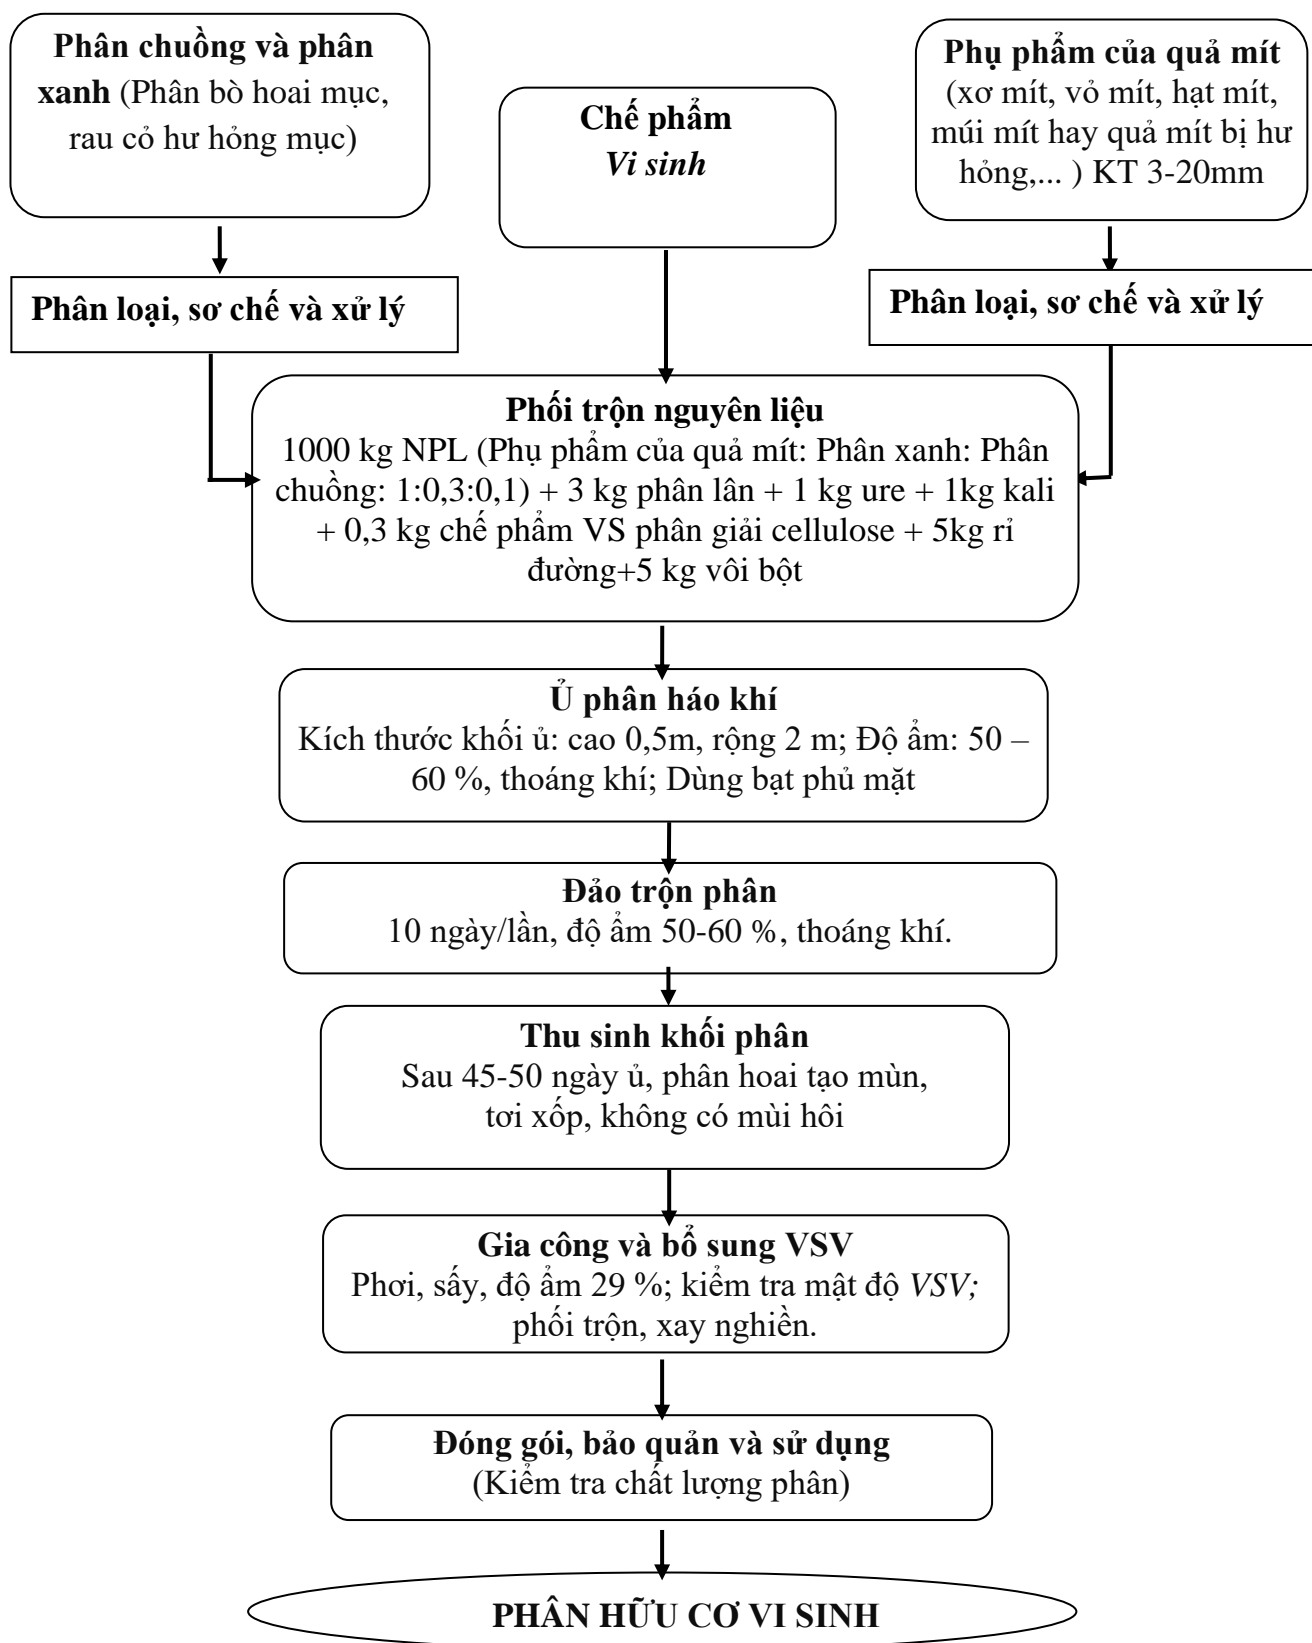 Phân chuồng và phân
xanh (Phân bò hoai mục,
rau cỏ hư hỏng mục)
Chế phẩm
Vi sinh
Phụ phẩm của quả mít
(xơ mít, vỏ mít, hạt mít,
múi mít hay quả mít bị hư
hỏng,... ) KT 3-20mm
Phân loại, sơ chế và xử lý
Phân loại, sơ chế và xử lý
Phối trộn nguyên liệu
1000 kg NPL (Phụ phẩm của quả mít: Phân xanh: Phân
chuồng: 1:0,3:0,1) + 3 kg phân lân + 1 kg ure + 1kg kali
+ 0,3 kg chế phẩm VS phân giải cellulose + 5kg rỉ
đường+5 kg vôi bột
Ủ phân háo khí
Kích thước khối ủ: cao 0,5m, rộng 2 m; Độ ẩm: 50 –
60 %, thoáng khí; Dùng bạt phủ mặt
Đảo trộn phân
10 ngày/lần, độ ẩm 50-60 %, thoáng khí.
Thu sinh khối phân
Sau 45-50 ngày ủ, phân hoai tạo mùn,
tơi xốp, không có mùi hôi
Gia công và bổ sung VSV
Phơi, sấy, độ ẩm 29 %; kiểm tra mật độ VSV;
phối trộn, xay nghiền.
Đóng gói, bảo quản và sử dụng
(Kiểm tra chất lượng phân)
PHÂN HỮU CƠ VI SINH